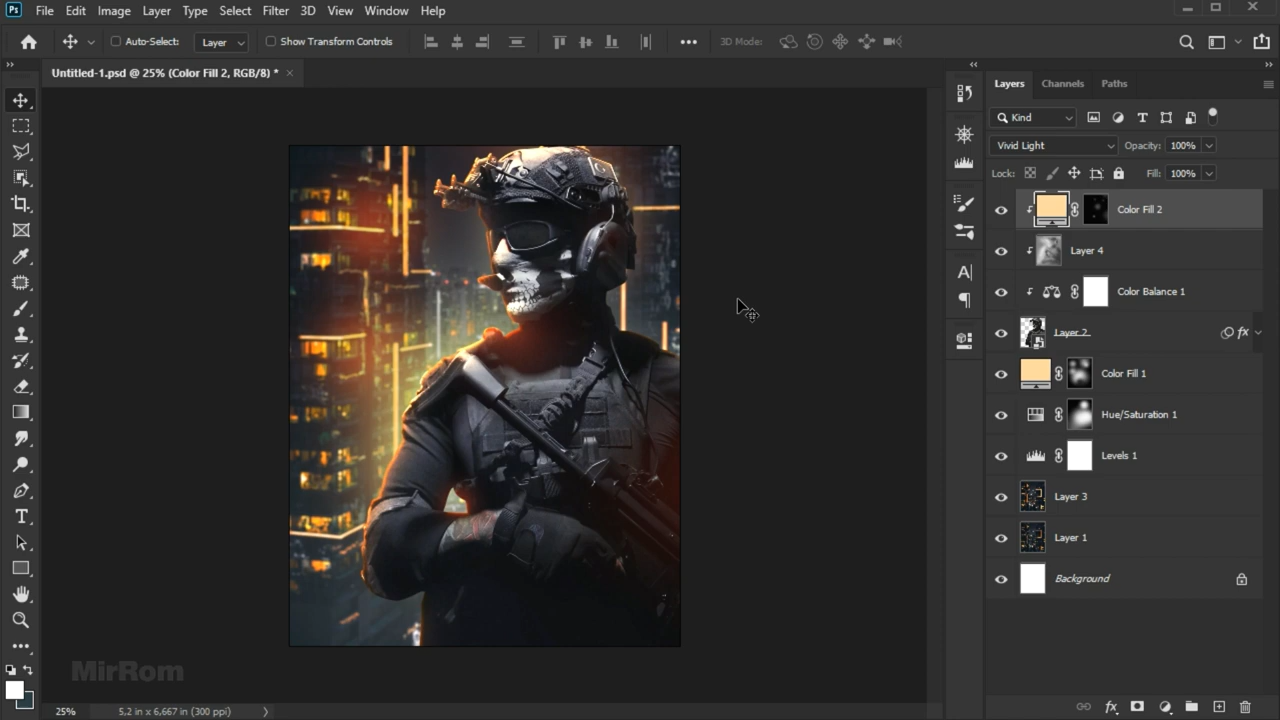 Ps File Edit Image Layer Type Select Filter 3D View Window Help
Auto-Select: Layer Show Transform Controls 3D Mode:
Untitled-1.psd @ 25% (Color Fill 2, RGB/8) *
Layers Channels Paths
Kind
Vivid Light Opacity: 100%
Lock: Fill: 100%
Color Fill 2
Layer 4
Color Balance 1
Layer 2
fx
Color Fill 1
Hue/Saturation 1
Levels 1
Layer 3
Layer 1
Background
MirRom
25% 5,2 in x 6,667 in (300 ppi)
fx